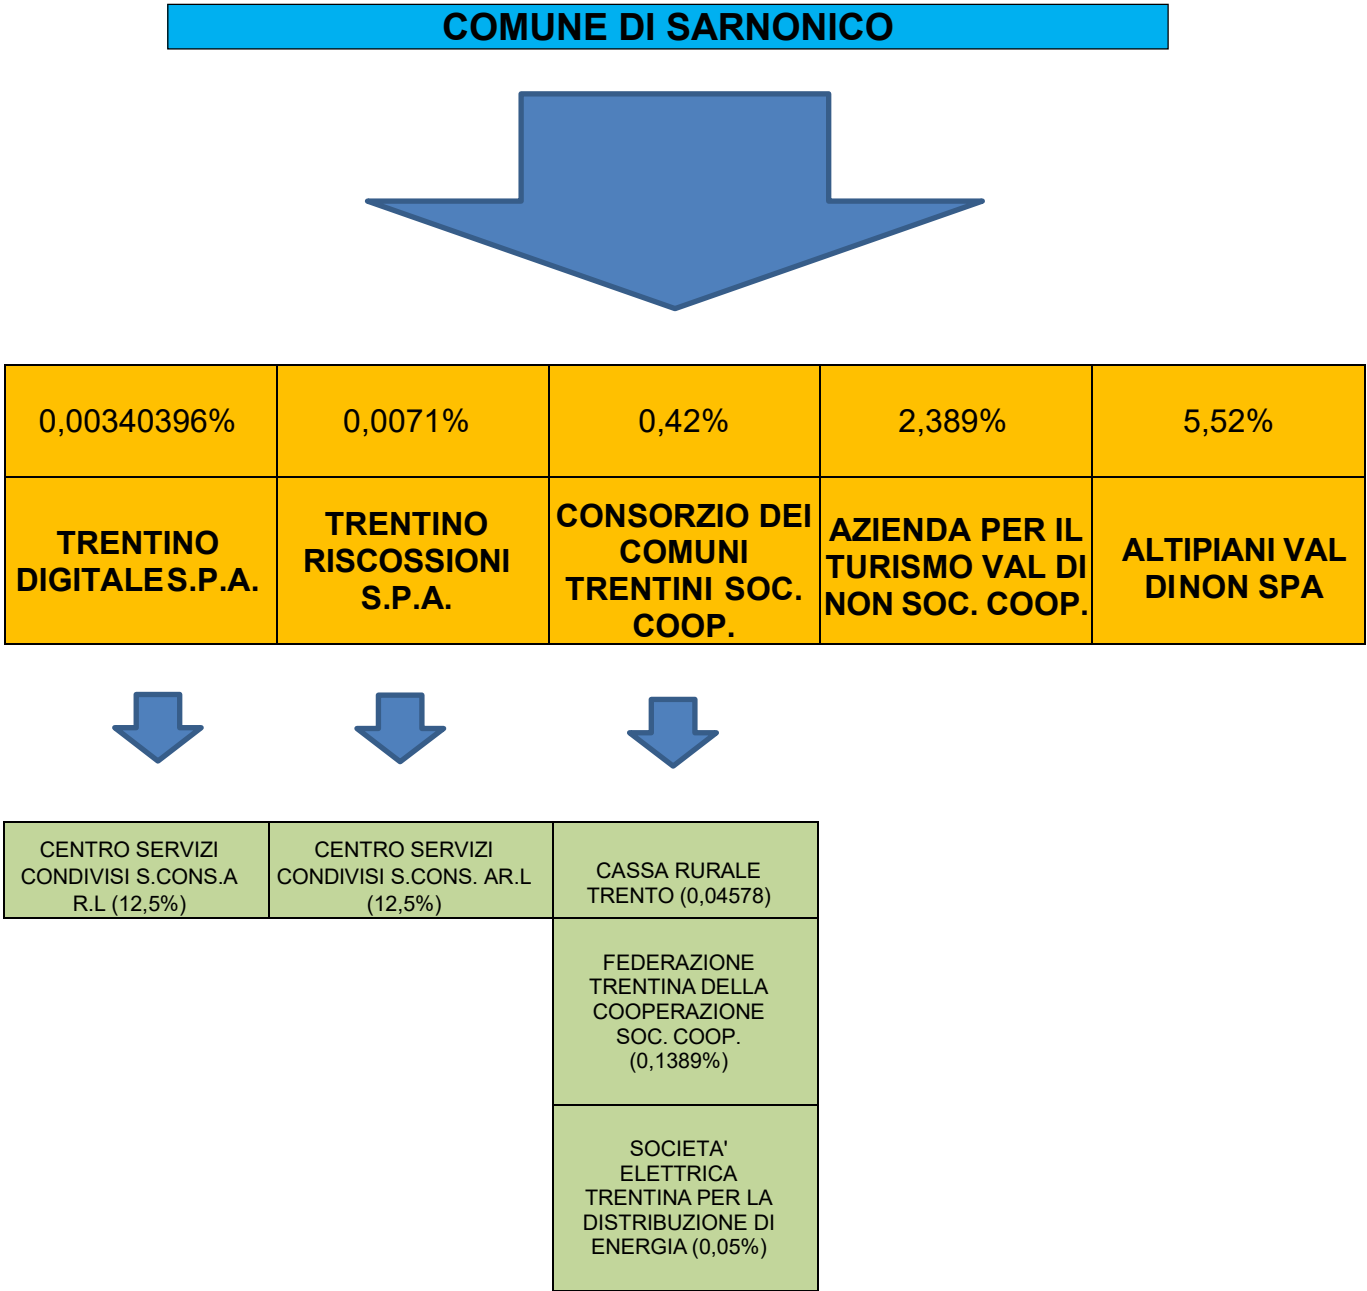 COMUNE DI SARNONICO
0,00340396%
0,0071%
0,42%
2,389%
5,52%
TRENTINO
DIGITALE S.P.A.
TRENTINO
RISCOSSIONI
S.P.A.
CONSORZIO DEI
COMUNI
TRENTINI SOC.
COOP.
AZIENDA PER IL
TURISMO VAL DI
NON SOC. COOP.
ALTIPIANI VAL
DI NON SPA
CENTRO SERVIZI
CONDIVISI S.CONS.A
R.L (12,5%)
CENTRO SERVIZI
CONDIVISI S.CONS. AR.L
(12,5%)
CASSA RURALE
TRENTO (0,04578)
FEDERAZIONE
TRENTINA DELLA
COOPERAZIONE
SOC. COOP.
(0,1389%)
SOCIETA'
ELETTRICA
TRENTINA PER LA
DISTRIBUZIONE DI
ENERGIA (0,05%)